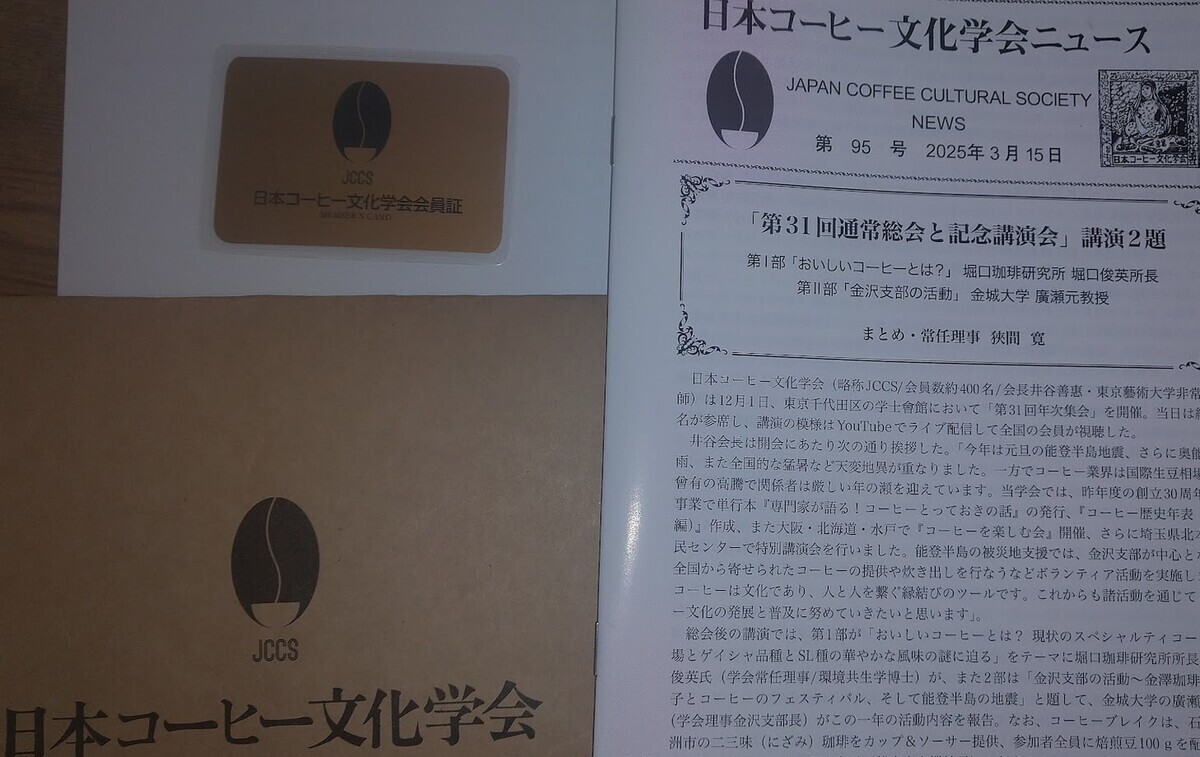 JCCS
日本コーヒー文化学会会員証
MEMBER'S CARD
JCCS
日本コーヒー文化学会
日本コーヒー文化学会ニュース
JAPAN COFFEE CULTURAL SOCIETY
NEWS
第 95 号 2025年3月15日
日本コーヒー文化学会
「第31回通常総会と記念講演会」講演2題
第Ⅰ部「おいしいコーヒーとは?」 堀口珈琲研究所 堀口俊英所長
第Ⅱ部「金沢支部の活動」 金城大学 廣瀬元教授
まとめ・常任理事 狹間 寛
日本コーヒー文化学会(略称JCCS/会員数約400名/会長井谷善惠・東京藝術大学非常
師)は12月1日、東京千代田区の学士會館において「第31回年次集会」を開催。当日は
名が参席し、講演の模様はYouTubeでライブ配信して全国の会員が視聴した。
井谷会長は開会にあたり次の通り挨拶した。「今年は元旦の能登半島地震、さらに奥能
雨、また全国的な猛暑など天変地異が重なりました。一方でコーヒー業界は国際生豆相場
曾有の高騰で関係者は厳しい年の瀬を迎えています。当学会では、昨年度の創立30周年
事業で単行本『専門家が語る!コーヒーとっておきの話』の発行、『コーヒー歴史年表
編)』作成、また大阪・北海道・水戸で『コーヒーを楽しむ会』開催、さらに埼玉県北本
民センターで特別講演会を行いました。能登半島の被災地支援では、金沢支部が中心と
全国から寄せられたコーヒーの提供や炊き出しを行なうなどボランティア活動を実施し
コーヒーは文化であり、人と人を繋ぐ縁結びのツールです。これからも諸活動を通じて
ー文化の発展と普及に努めていきたいと思います」。
総会後の講演では、第1部が「おいしいコーヒーとは? 現状のスペシャルティコー
場とゲイシャ品種とSL種の華やかな風味の謎に迫る」をテーマに堀口珈琲研究所所長
俊英氏(学会常任理事/環境共生学博士)が、また2部は「金沢支部の活動〜金澤珈琲
子とコーヒーのフェスティバル、そして能登半島の地震」と題して、金城大学の廣瀬
(学会理事金沢支部長)がこの一年の活動内容を報告。なお、コーヒーブレイクは、
洲市の二三味(にざみ)珈琲をカップ&ソーサー提供、参加者全員に焙煎豆100gを配